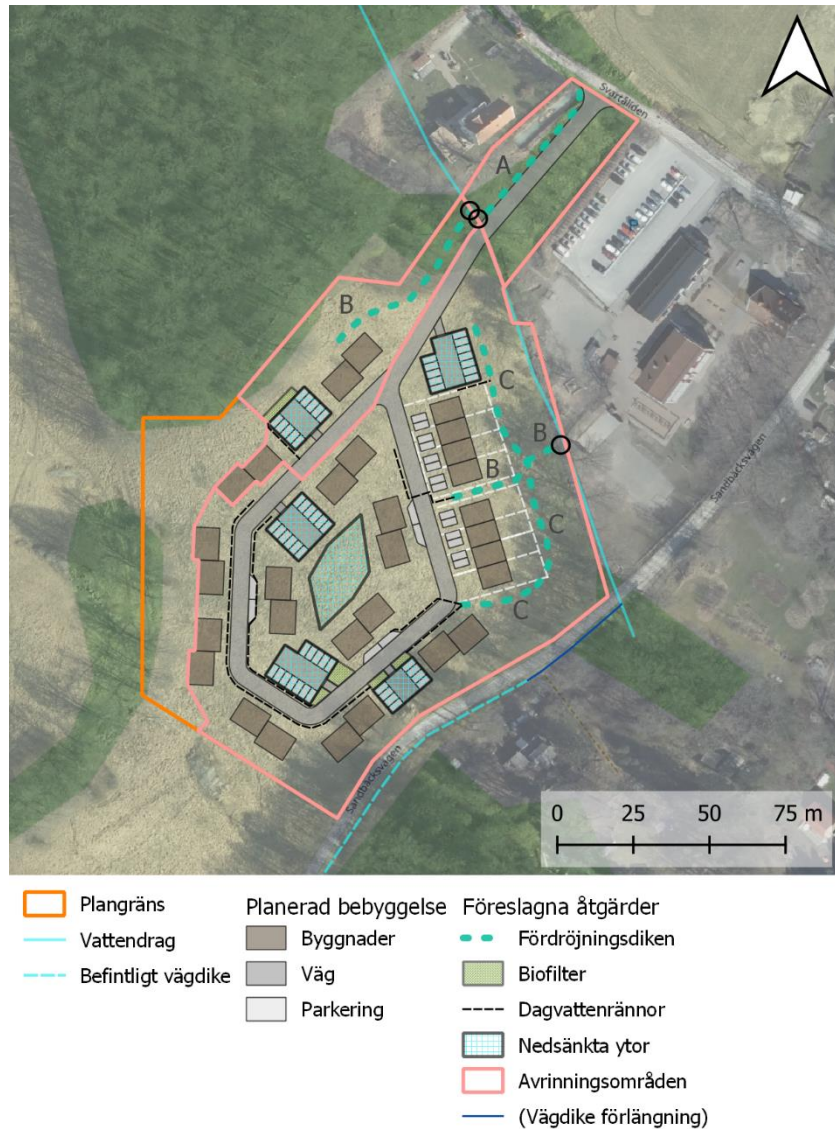 Svartåliden
A
B
C
B
B
C
C
Sandbäcksvägen
Sandbäcksvägen
0 25 50 75 m
Plangräns
Vattendrag
Befintligt vägdike
Planerad bebyggelse
Byggnader
Väg
Parkering
Föreslagna åtgärder
Fördröjningsdiken
Biofilter
Dagvattenrännor
Nedsänkta ytor
Avrinningsområden
(Vägdike förlängning)